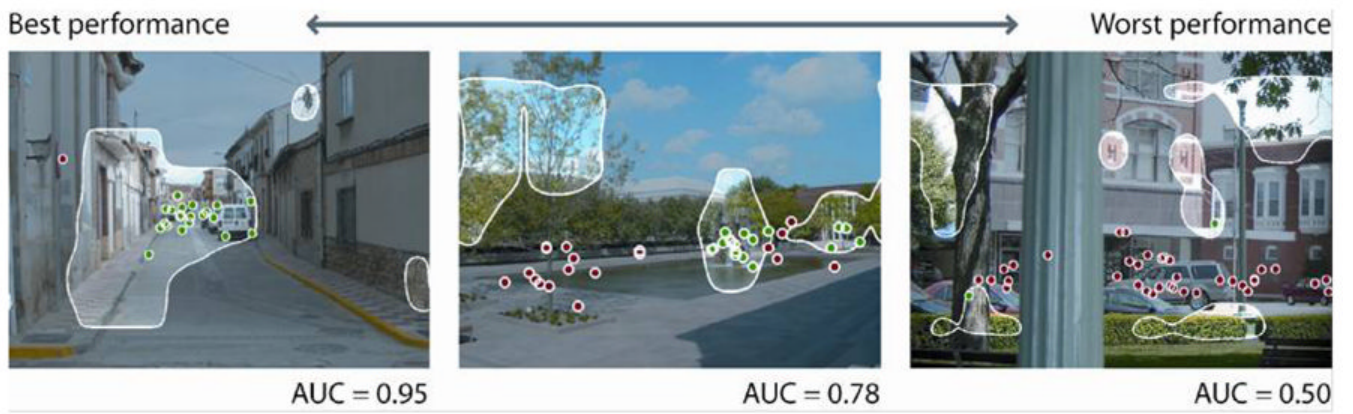 Best performance
Worst performance
AUC = 0.95
AUC = 0.78
AUC = 0.50